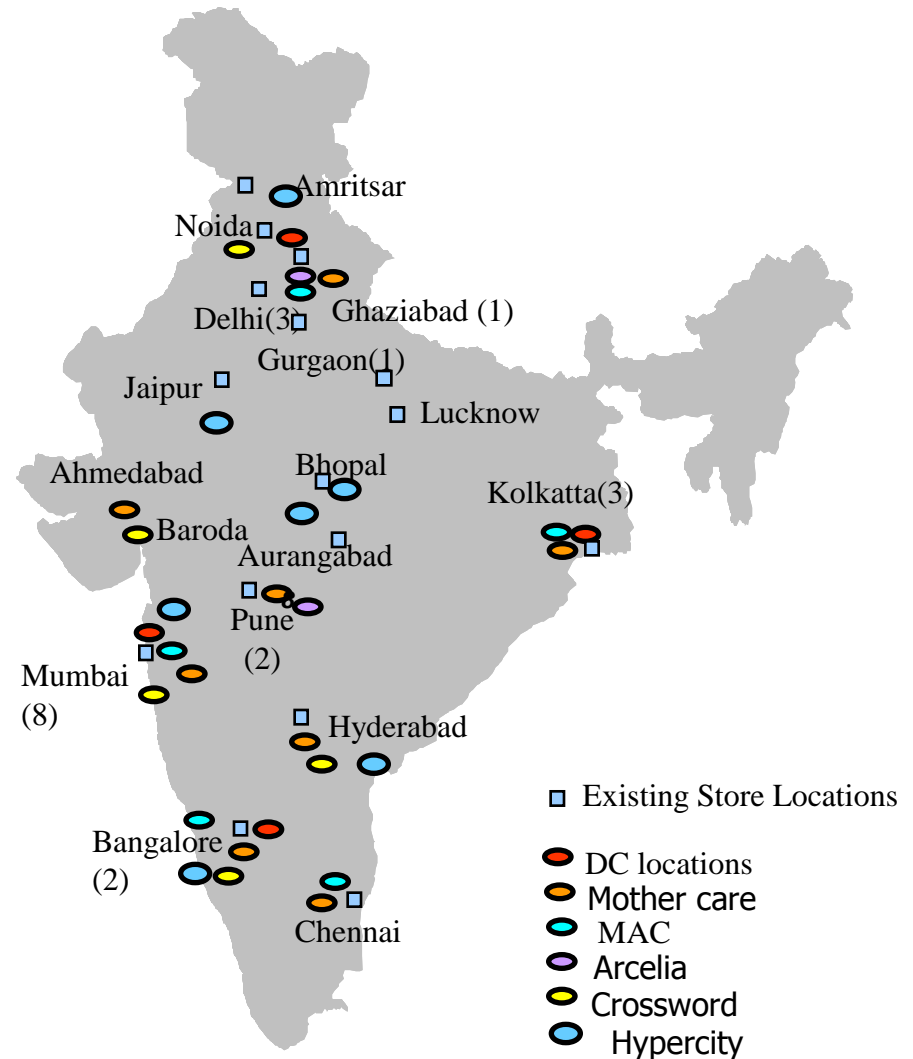 Amritsar
Noida
Ghaziabad (1)
Delhi(3)
Gurgaon(1)
Jaipur
Lucknow
Ahmedabad
Bhopal
Kolkatta(3)
Baroda
Aurangabad
Pune
(2)
Mumbai
(8)
Hyderabad
Existing Store Locations
Bangalore
(2)
DC locations
Mother care
Chennai
MAC
Arcelia
Crossword
Hypercity